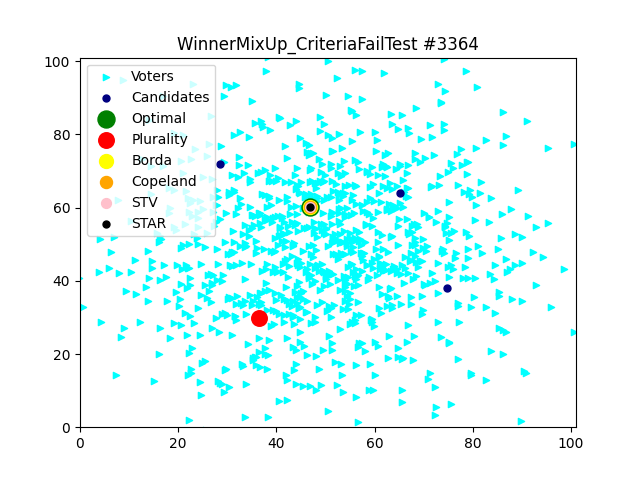 WinnerMixUp_CriteriaFailTest #3364
100
80
60
40
20
0
0 20 40 60 80 100
Voters
Candidates
Optimal
Plurality
Borda
Copeland
STV
STAR